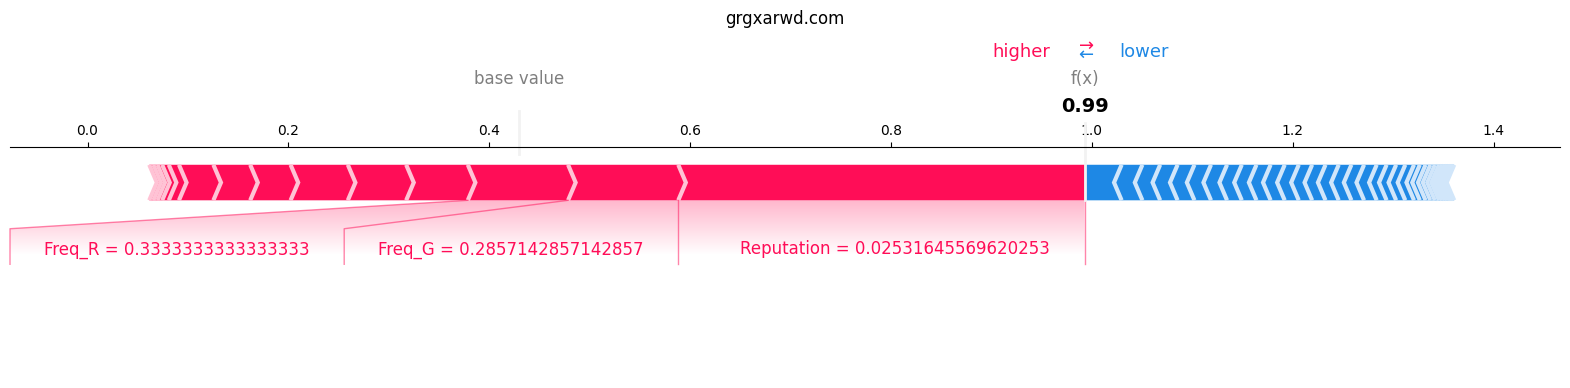 grgxarwd.com
higher ⇄ lower
base value f(x)
0.99
0.0 0.2 0.4 0.6 0.8 1.0 1.2 1.4
Freq_R = 0.3333333333333333 Freq_G = 0.2857142857142857 Reputation = 0.02531645569620253